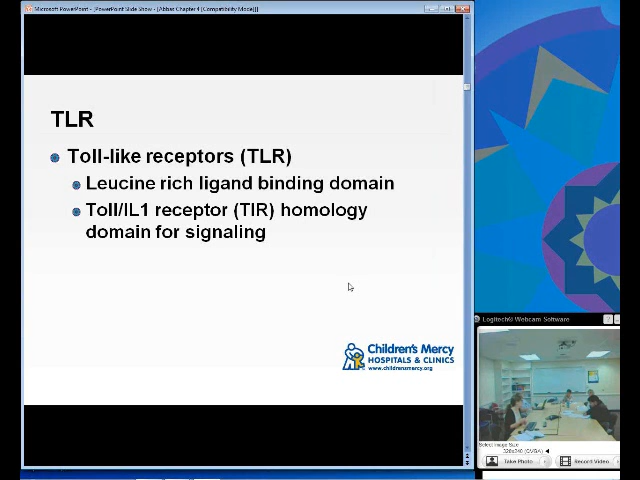 Microsoft PowerPoint - [PowerPoint Slide Show - [Abbas Chapter 4 [Compatibility Mode]]]
TLR
Toll-like receptors (TLR)
Leucine rich ligand binding domain
Toll/IL1 receptor (TIR) homology
domain for signaling
Children's Mercy
HOSPITALS & CLINICS
www.childrensmercy.org
Logitech® Webcam Software
Select Image Size
320x240 (QVGA)
Take Photo
Record Video